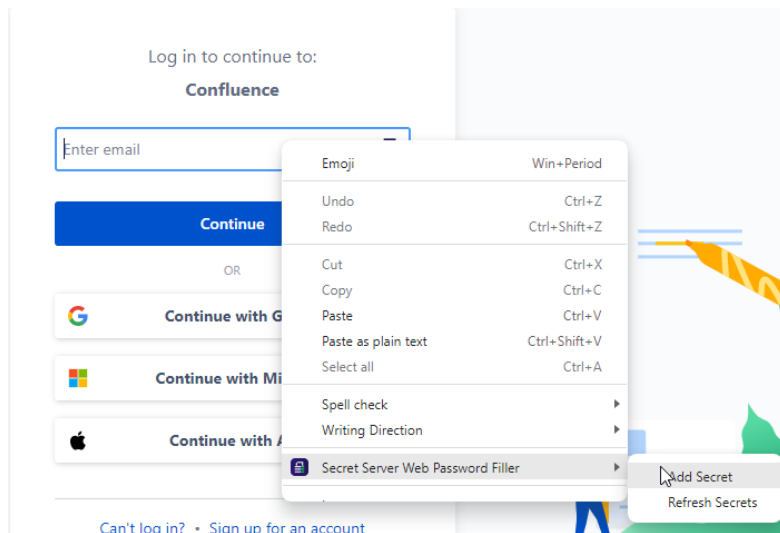 Log in to continue to:
Confluence
Enter email
Continue
OR
Continue with G
Continue with Mi
Continue with A
Can't log in? • Sign up for an account
Emoji Win+Period
Undo Ctrl+Z
Redo Ctrl+Shift+Z
Cut Ctrl+X
Copy Ctrl+C
Paste Ctrl+V
Paste as plain text Ctrl+Shift+V
Select all Ctrl+A
Spell check
Writing Direction
Secret Server Web Password Filler
Add Secret
Refresh Secrets